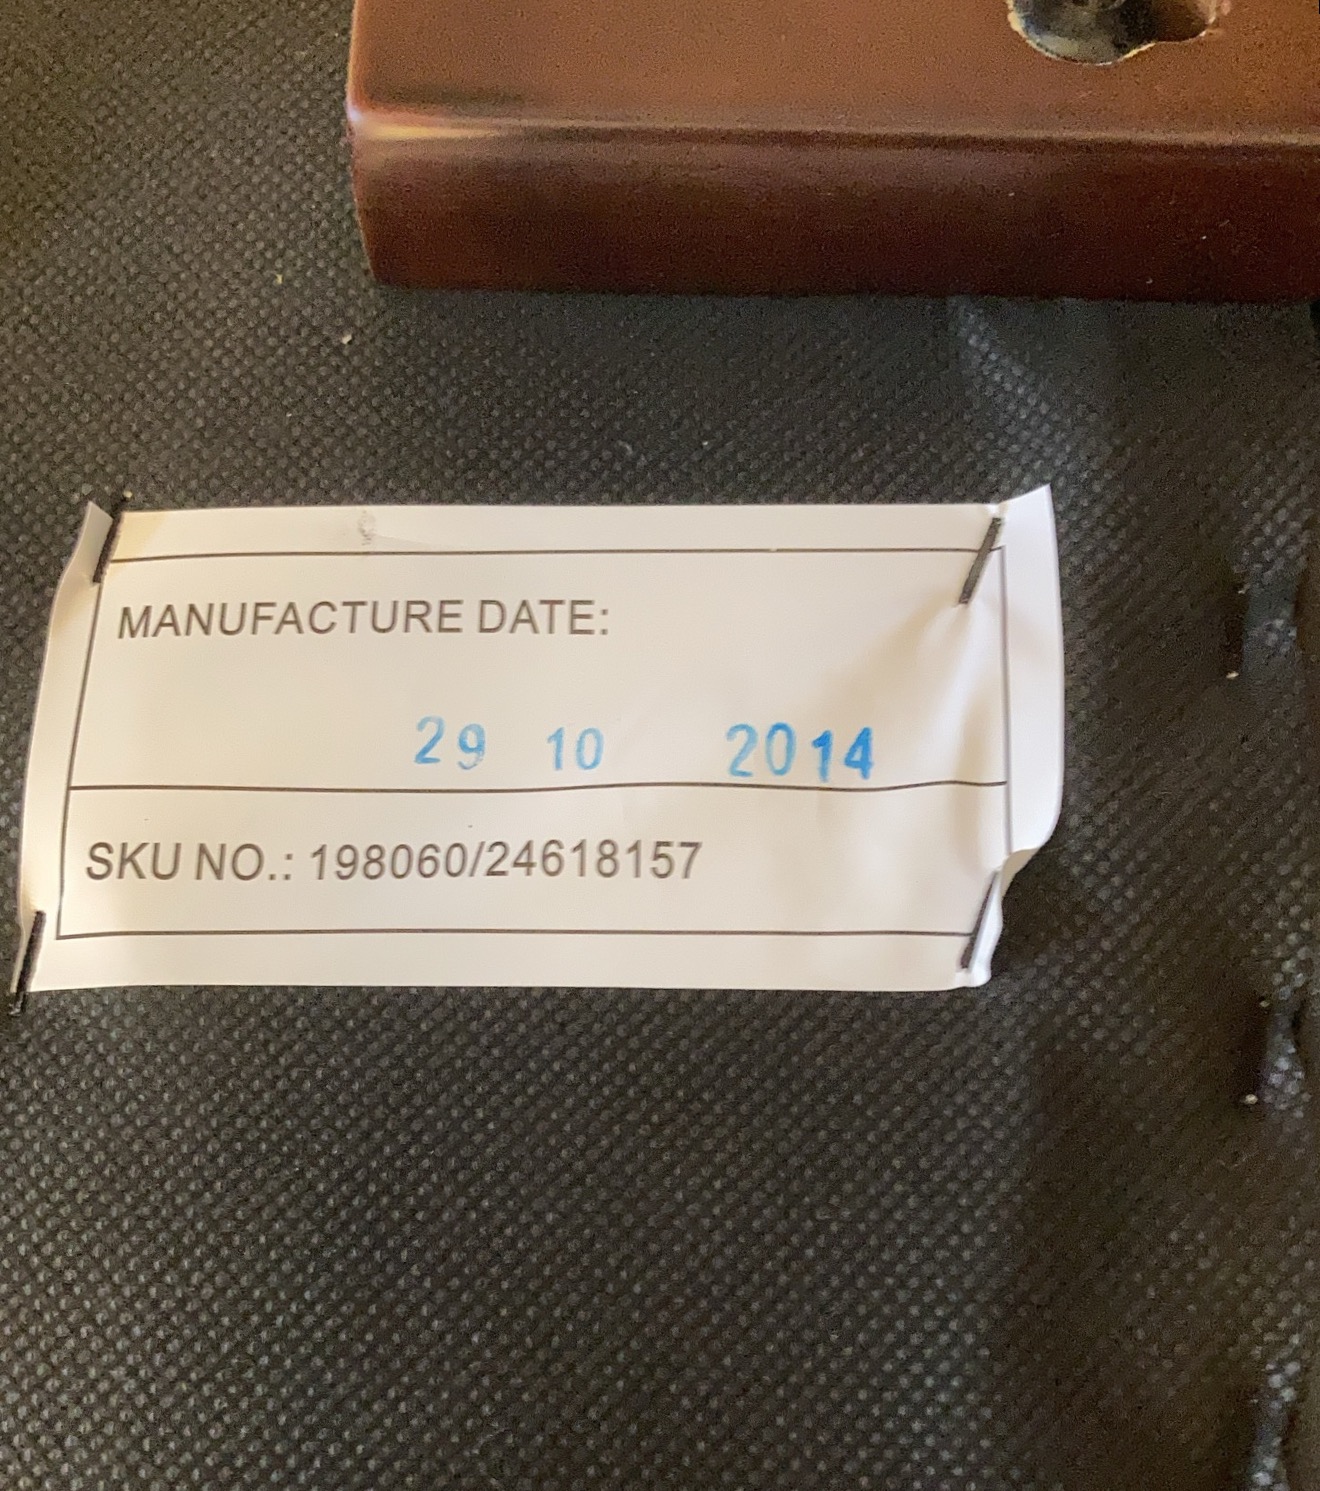 MANUFACTURE DATE:
29 10 2014
SKU NO.: 198060/24618157